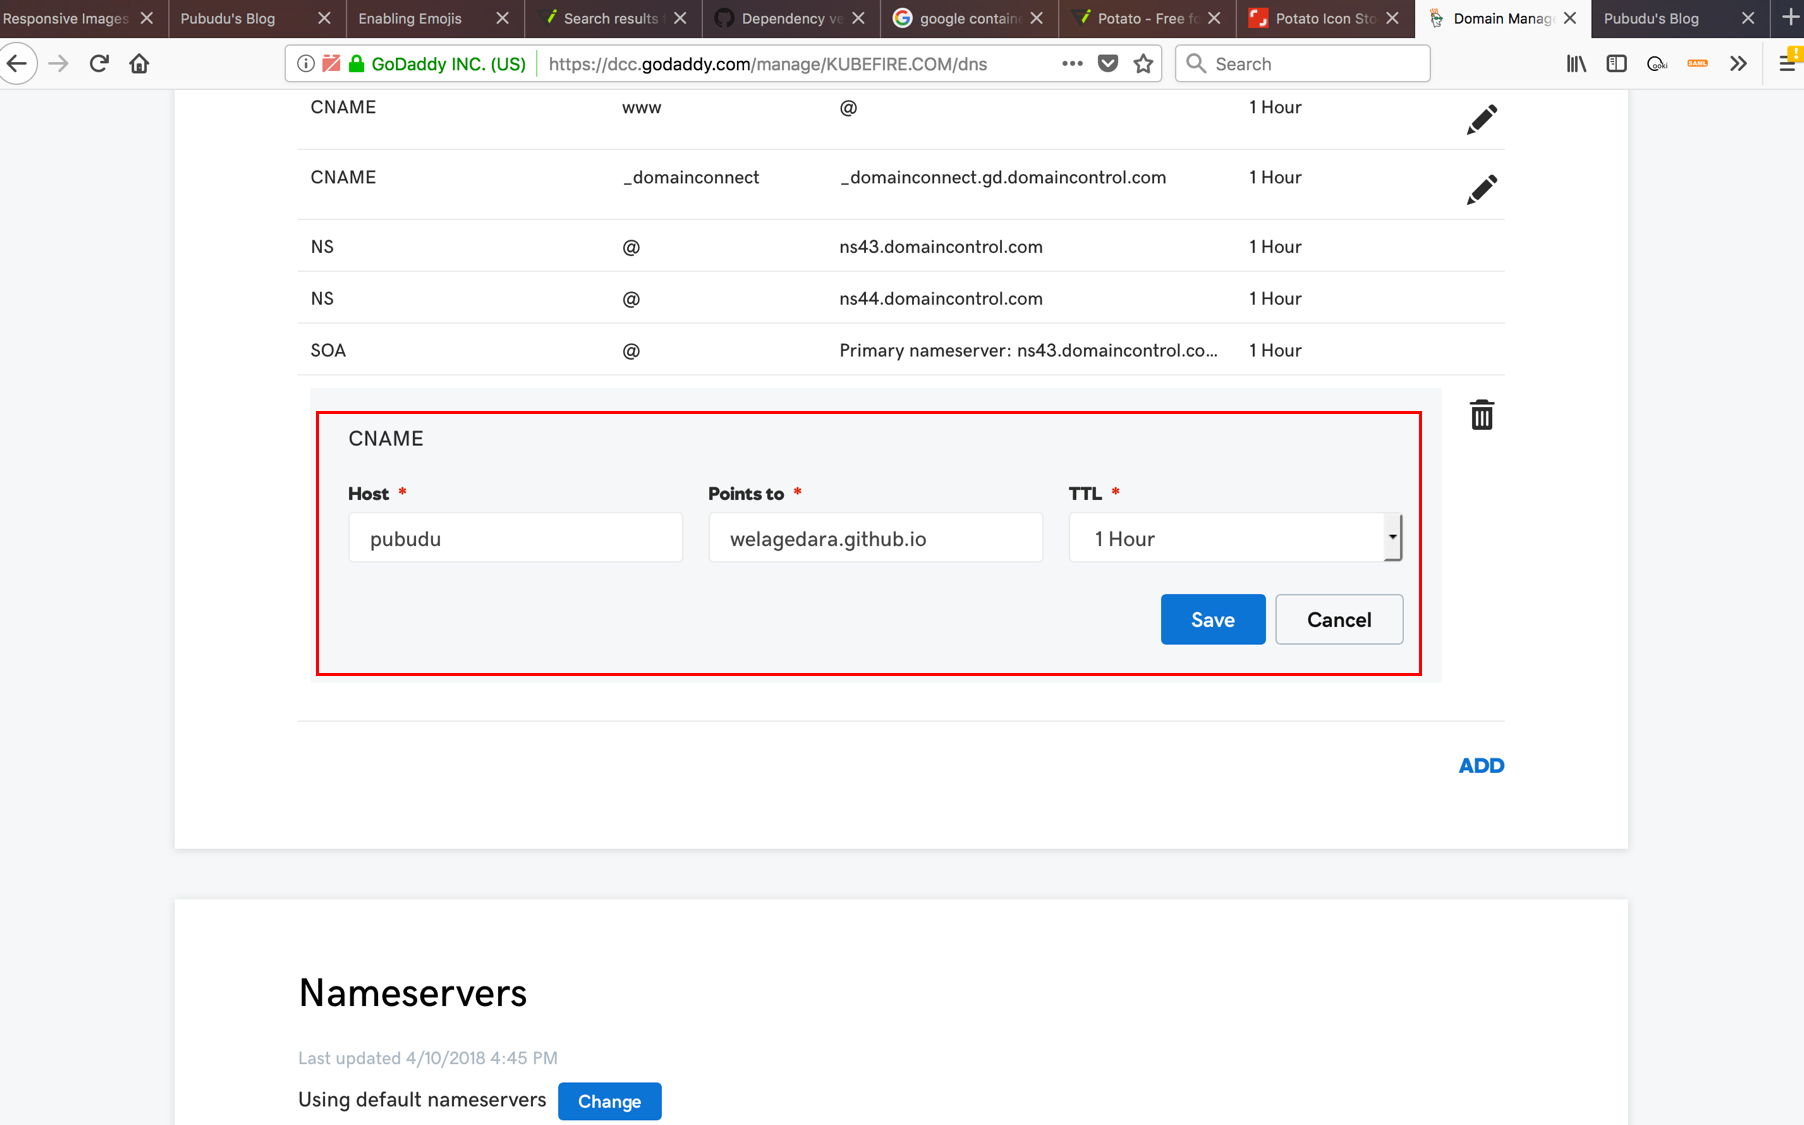 Responsive Images
Pubudu's Blog
Enabling Emojis
Search results f
Dependency ve
google containe
Potato - Free fo
Potato Icon Sto
Domain Manag
Pubudu's Blog
GoDaddy INC. (US)
https://dcc.godaddy.com/manage/KUBEFIRE.COM/dns
Search
CNAME www @ 1 Hour
CNAME _domainconnect _domainconnect.gd.domaincontrol.com 1 Hour
NS @ ns43.domaincontrol.com 1 Hour
NS @ ns44.domaincontrol.com 1 Hour
SOA @ Primary nameserver: ns43.domaincontrol.co... 1 Hour
CNAME
Host * Points to * TTL *
pubudu welagedara.github.io 1 Hour
Save Cancel
ADD
Nameservers
Last updated 4/10/2018 4:45 PM
Using default nameservers Change